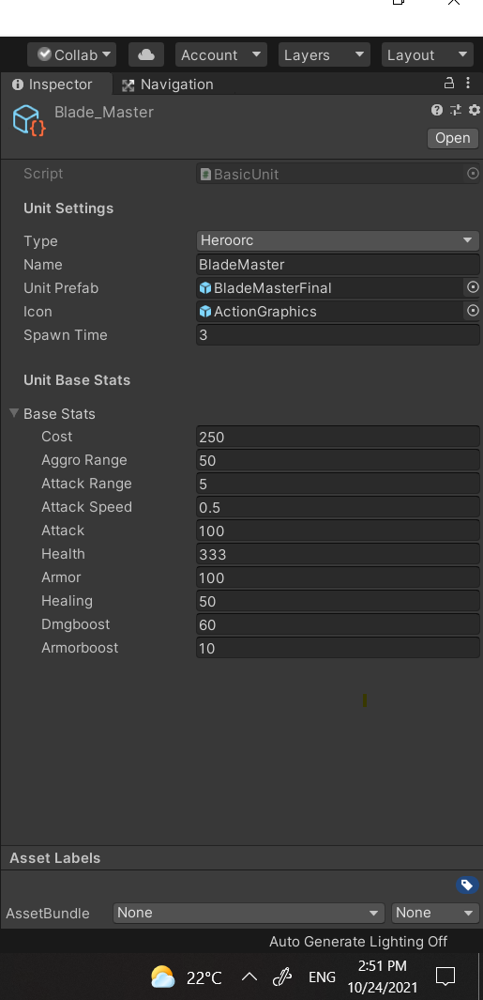 Collab Account Layers Layout
Inspector Navigation
Blade_Master
Open
Script BasicUnit
Unit Settings
Type Heroorc
Name BladeMaster
Unit Prefab BladeMasterFinal
Icon ActionGraphics
Spawn Time 3
Unit Base Stats
Base Stats
Cost 250
Aggro Range 50
Attack Range 5
Attack Speed 0.5
Attack 100
Health 333
Armor 100
Healing 50
Dmgboost 60
Armorboost 10
Asset Labels
AssetBundle None None
Auto Generate Lighting Off
22°C ENG 2:51 PM
10/24/2021